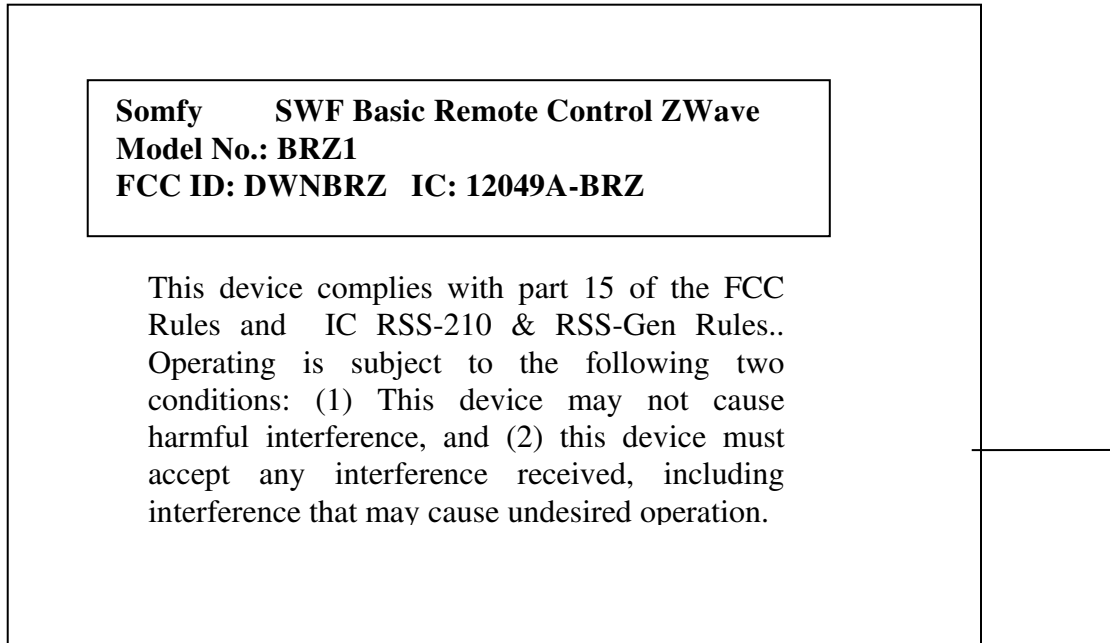 Somfy SWF Basic Remote Control ZWave
Model No.: BRZ1
FCC ID: DWNBRZ IC: 12049A-BRZ
This device complies with part 15 of the FCC
Rules and IC RSS-210 & RSS-Gen Rules..
Operating is subject to the following two
conditions: (1) This device may not cause
harmful interference, and (2) this device must
accept any interference received, including
interference that may cause undesired operation.